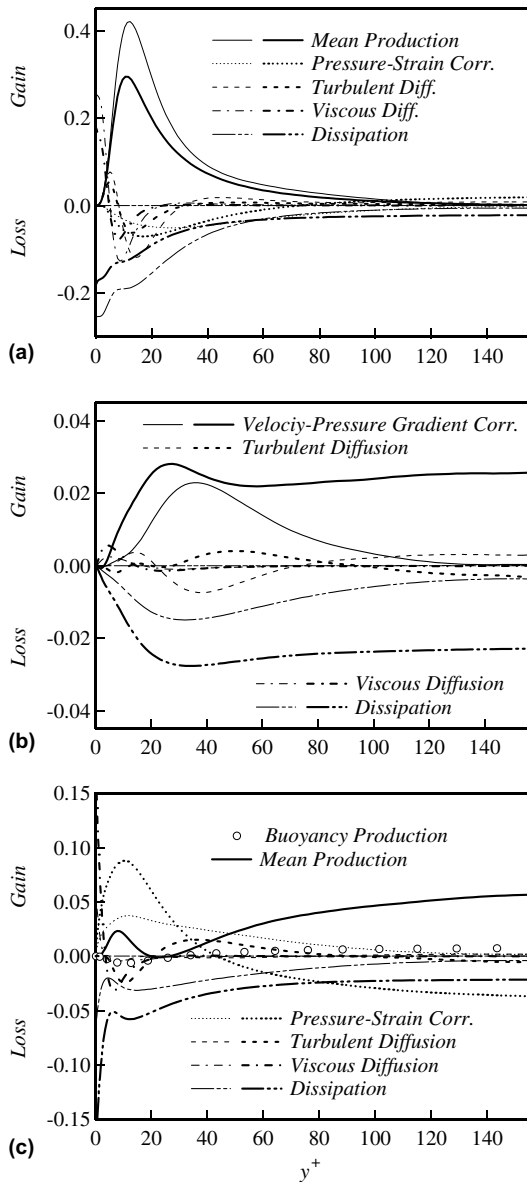 0.4
Mean Production
Pressure-Strain Corr.
Gain
Turbulent Diff.
0.2
Viscous Diff.
Dissipation
0.0
Loss
-0.2
(a)
0 20 40 60 80 100 120 140
0.04
Velociy-Pressure Gradient Corr.
Turbulent Diffusion
Gain
0.02
0.00
Loss
-0.02
Viscous Diffusion
Dissipation
-0.04
(b)
0 20 40 60 80 100 120 140
0.15
Buoyancy Production
0.10
Mean Production
Gain
0.05
0.00
-0.05
Pressure-Strain Corr.
Loss
Turbulent Diffusion
-0.10
Viscous Diffusion
Dissipation
-0.15
(c)
0 20 40 60 80 100 120 140
y+